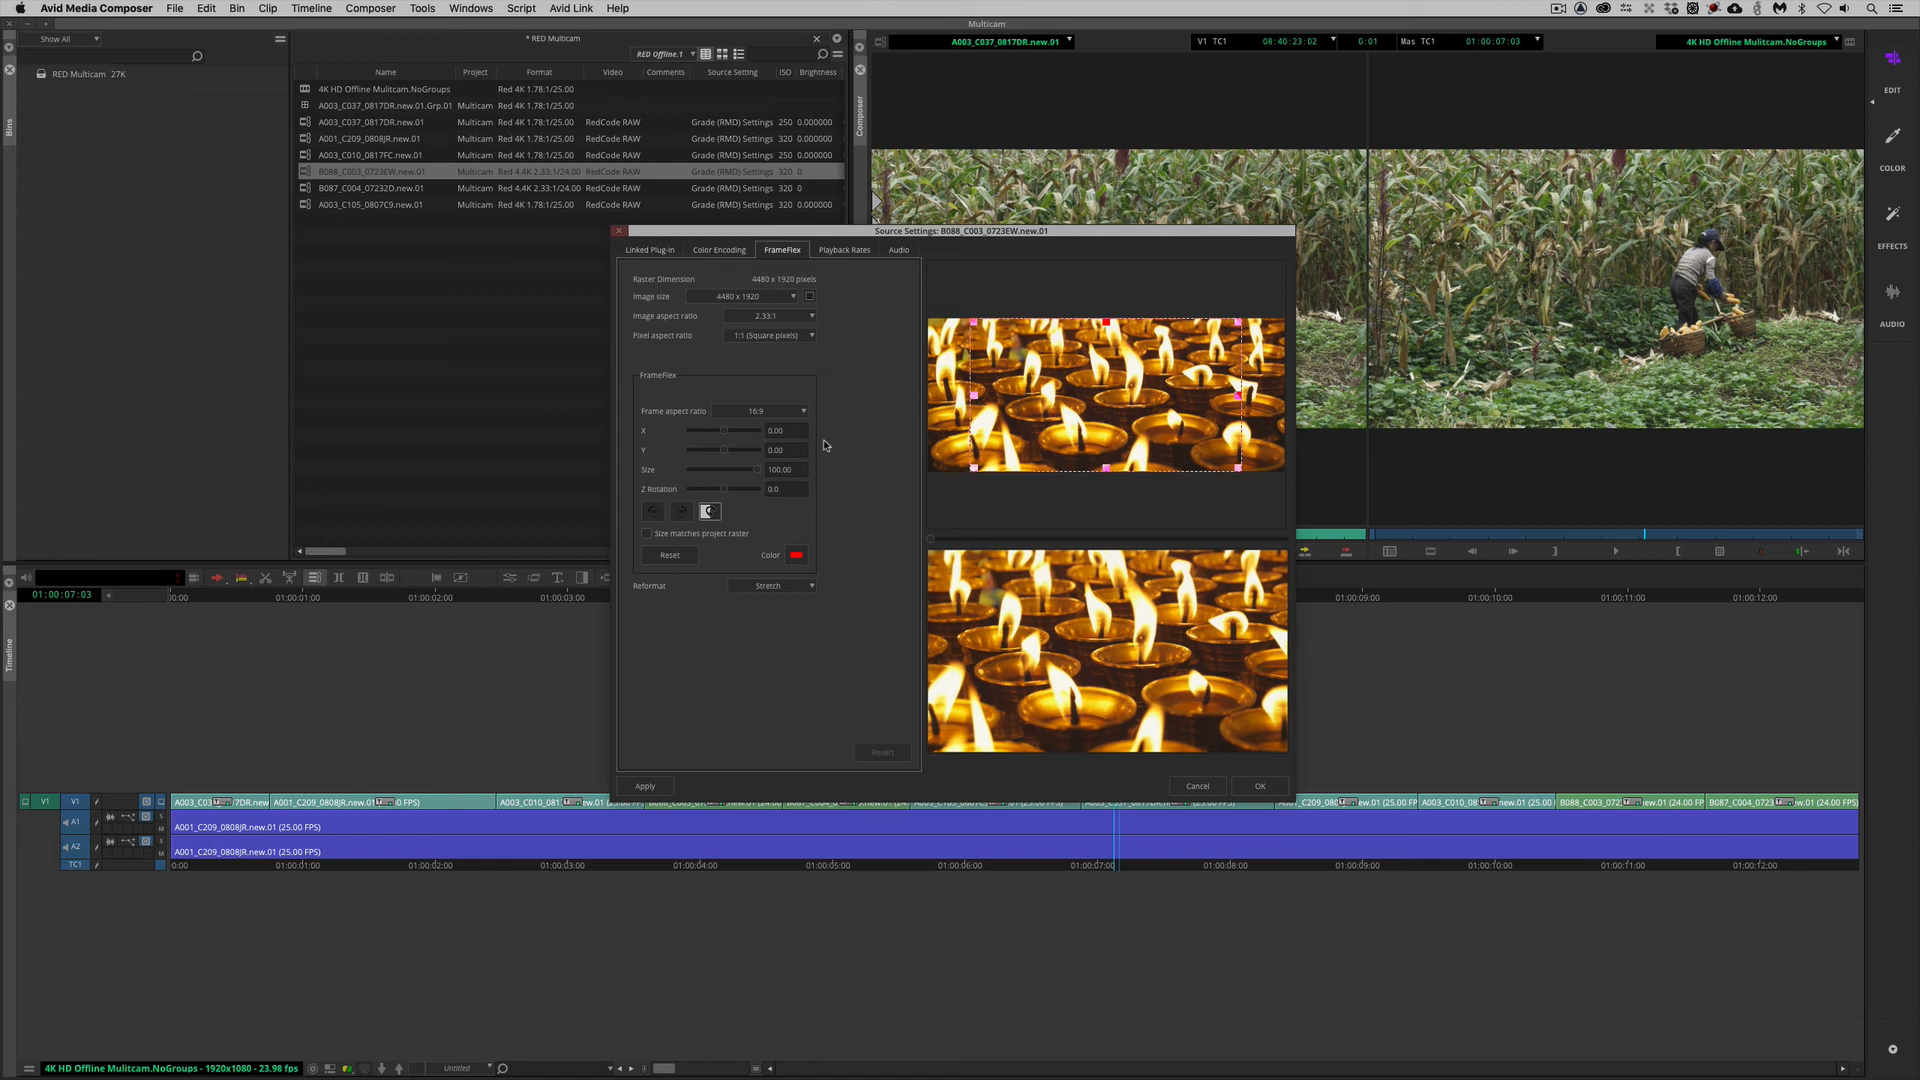 Avid Media Composer File Edit Bin Clip Timeline Composer Tools Windows Script Avid Link Help
Multicam
Show All
RED Multicam 27K
Bins
* RED Multicam
RED Offline.1
Name Project Format Video Comments Source Setting ISO Brightness
4K HD Offline Mulitcam.NoGroups Red 4K 1.78:1/25.00
A003_C037_0817DR.new.01.Grp.01 Multicam Red 4K 1.78:1/25.00
A003_C037_0817DR.new.01 Multicam Red 4K 1.78:1/25.00 RedCode RAW Grade (RMD) Settings 250 0.000000
A001_C209_0808JR.new.01 Multicam Red 4K 1.78:1/25.00 RedCode RAW Grade (RMD) Settings 320 0.000000
A003_C010_0817FC.new.01 Multicam Red 4K 1.78:1/25.00 RedCode RAW Grade (RMD) Settings 250 0.000000
B088_C003_0723EW.new.01 Multicam Red 4.4K 2.33:1/24.00 RedCode RAW Grade (RMD) Settings 320 0
B087_C004_07232D.new.01 Multicam Red 4.4K 2.33:1/24.00 RedCode RAW Grade (RMD) Settings 320 0
A003_C105_0807C9.new.01 Multicam Red 4K 1.78:1/25.00 RedCode RAW Grade (RMD) Settings 320 0.000000
Composer
A003_C037_0817DR.new.01 V1 TC1 08:40:23:02 0:01 Mas TC1 01:00:07:03 4K HD Offline Mulitcam.NoGroups
EDIT
COLOR
EFFECTS
AUDIO
Source Settings: B088_C003_0723EW.new.01
Linked Plug-in Color Encoding FrameFlex Playback Rates Audio
Raster Dimension 4480 x 1920 pixels
Image size 4480 x 1920
Image aspect ratio 2.33:1
Pixel aspect ratio 1:1 (Square pixels)
FrameFlex
Frame aspect ratio 16:9
X 0.00
Y 0.00
Size 100.00
Z Rotation 0.0
Size matches project raster
Reset Color
Reformat Stretch
Revert
Apply Cancel OK
Timeline
01:00:07:03
00:00 01:00:01:00 01:00:02:00 01:00:03:00 01:00:09:00 01:00:10:00 01:00:11:00 01:00:12:00
V1 V1 A003_C03 7DR.new A001_C209_0808JR.new.01 0 FPS) A003_C010_081 ew.01 (25.00 A001_C209_080 ew.01 (25.00 FP A003_C010_08 new.01 (25.00 B088_C003_072 ew.01 (24.00 FPS) B087_C004_0723 ew.01 (24.00 FPS)
A1 A001_C209_0808JR.new.01 (25.00 FPS) S M
A2 A001_C209_0808JR.new.01 (25.00 FPS) S M
TC1 0:00 01:00:01:00 01:00:02:00 01:00:03:00 01:00:04:00 01:00:05:00 01:00:06:00 01:00:07:00 01:00:08:00 01:00:09:00 01:00:10:00 01:00:11:00 01:00:12:00
4K HD Offline Mulitcam.NoGroups - 1920x1080 - 23.98 fps Untitled